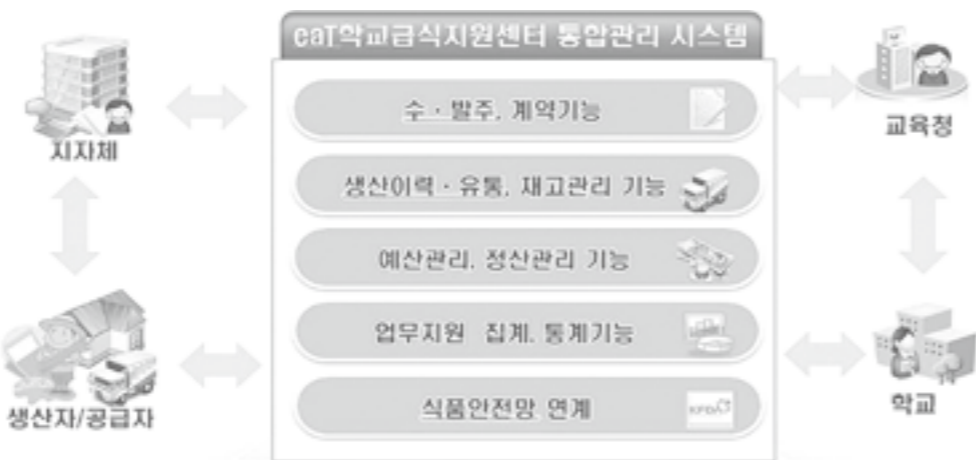 eaT학교급식지원센터 통합관리 시스템
수 · 발주, 계약기능
생산이력 · 유통, 재고관리 기능
예산관리, 정산관리 기능
업무지원 집계, 통계기능
식품안전망 연계
지자체
교육청
생산자/공급자
학교